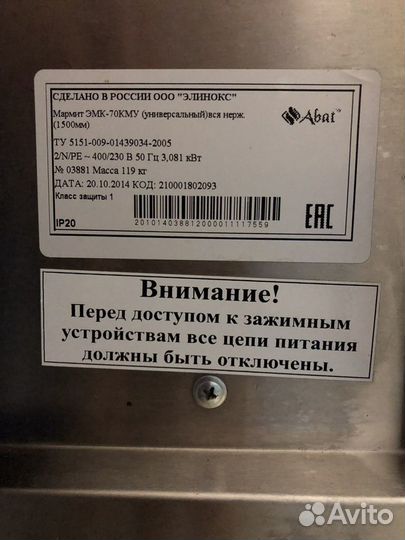 СДЕЛАНО В РОССИИ ООО "ЭЛИНОКС"
Мармит ЭМК-70КМУ (универсальный)вся нерж.
(1500мм)
Abat
ТУ 5151-009-01439034-2005
2/N/PE ~ 400/230 В 50 Гц 3,081 кВт
№ 03881 Масса 119 кг
ДАТА: 20.10.2014 КОД: 210001802093
Класс защиты 1
IP20
20101403881200001111 7559
EAC
Внимание!
Перед доступом к зажимным
устройствам все цепи питания
должны быть отключены.
Avito